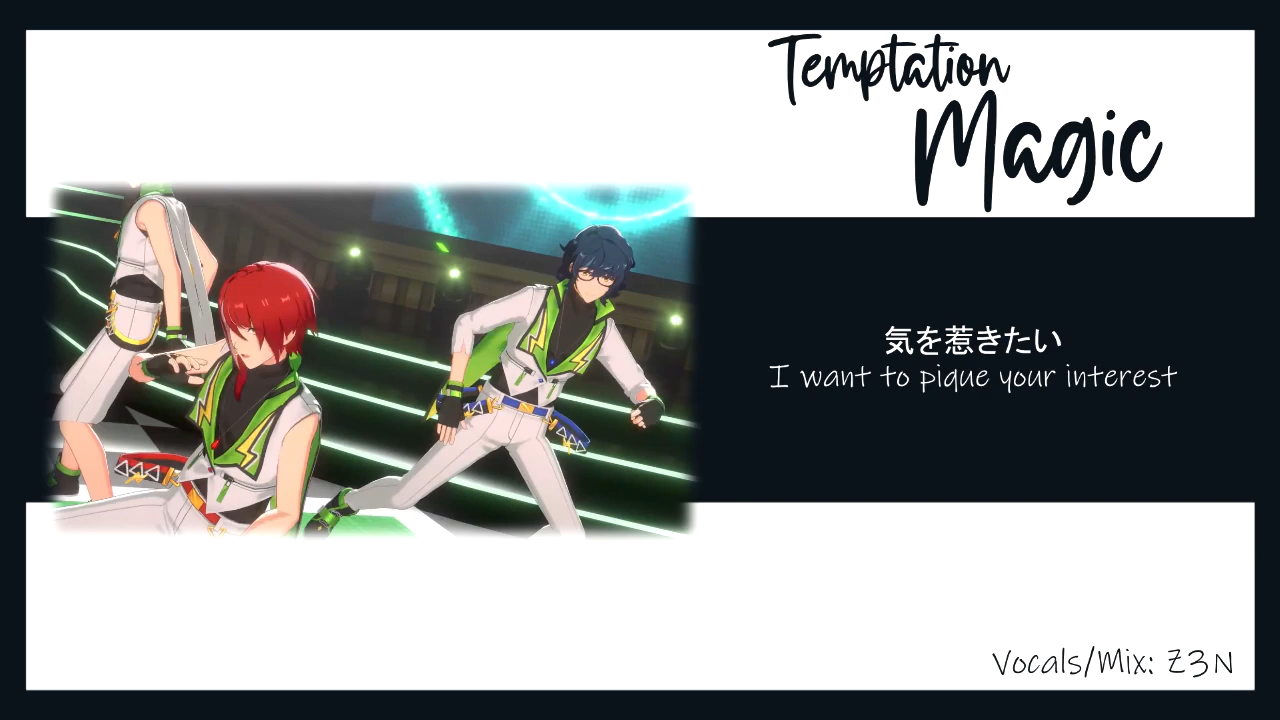 Temptation
Magic
気を惹きたい
I want to pique your interest
Vocals/Mix: Z3N